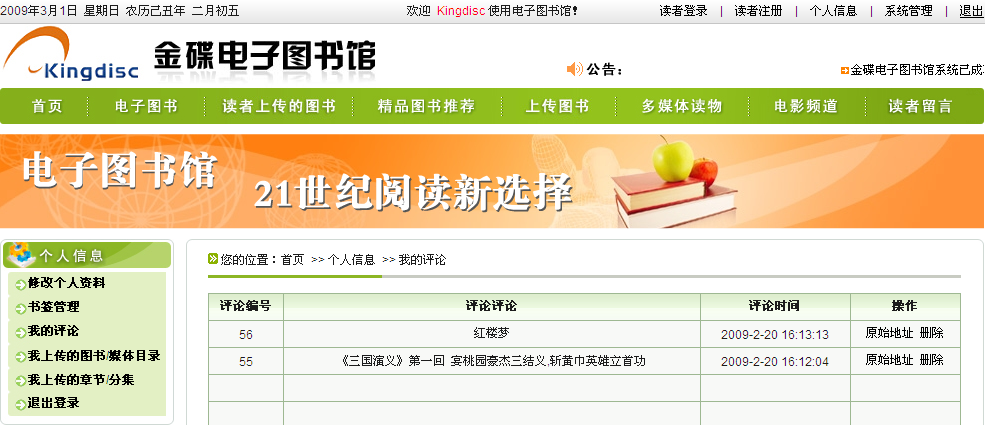 2009年3月1日 星期日 农历己丑年 二月初五 欢迎 Kingdisc 使用电子图书馆! 读者登录 | 读者注册 | 个人信息 | 系统管理 | 退出
Kingdisc 金碟电子图书馆
公告： 金碟电子图书馆系统已成
首页 电子图书 读者上传的图书 精品图书推荐 上传图书 多媒体读物 电影频道 读者留言
电子图书馆
21世纪阅读新选择
个人信息
修改个人资料
书签管理
我的评论
我上传的图书/媒体目录
我上传的章节/分集
退出登录
您的位置：首页 >> 个人信息 >> 我的评论
评论编号 评论评论 评论时间 操作
56 红楼梦 2009-2-20 16:13:13 原始地址 删除
55 《三国演义》第一回 宴桃园豪杰三结义,斩黄巾英雄立首功 2009-2-20 16:12:04 原始地址 删除